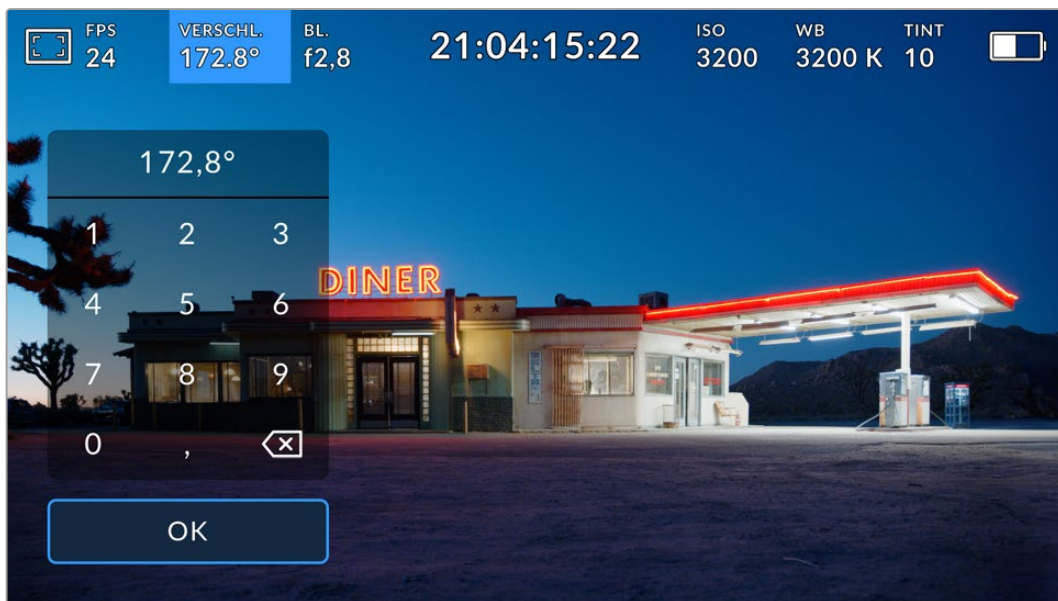 FPS VERSCHL. BL. 21:04:15:22 ISO WB TINT
24 172.8° f2,8 3200 3200 K 10
172,8°
1 2 3
DINER
4 5 6
7 8 9
0 ,
OK